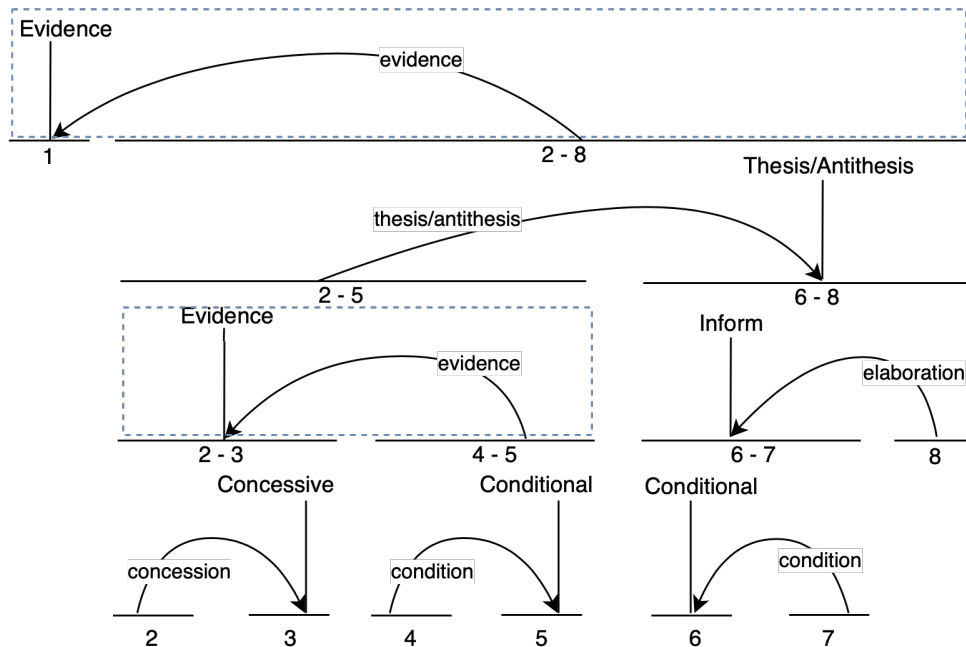 Evidence
evidence
1
2 - 8
Thesis/Antithesis
thesis/antithesis
2 - 5
6 - 8
Evidence
Inform
evidence
elaboration
2 - 3
4 - 5
6 - 7
8
Concessive
Conditional
Conditional
concession
condition
condition
2
3
4
5
6
7